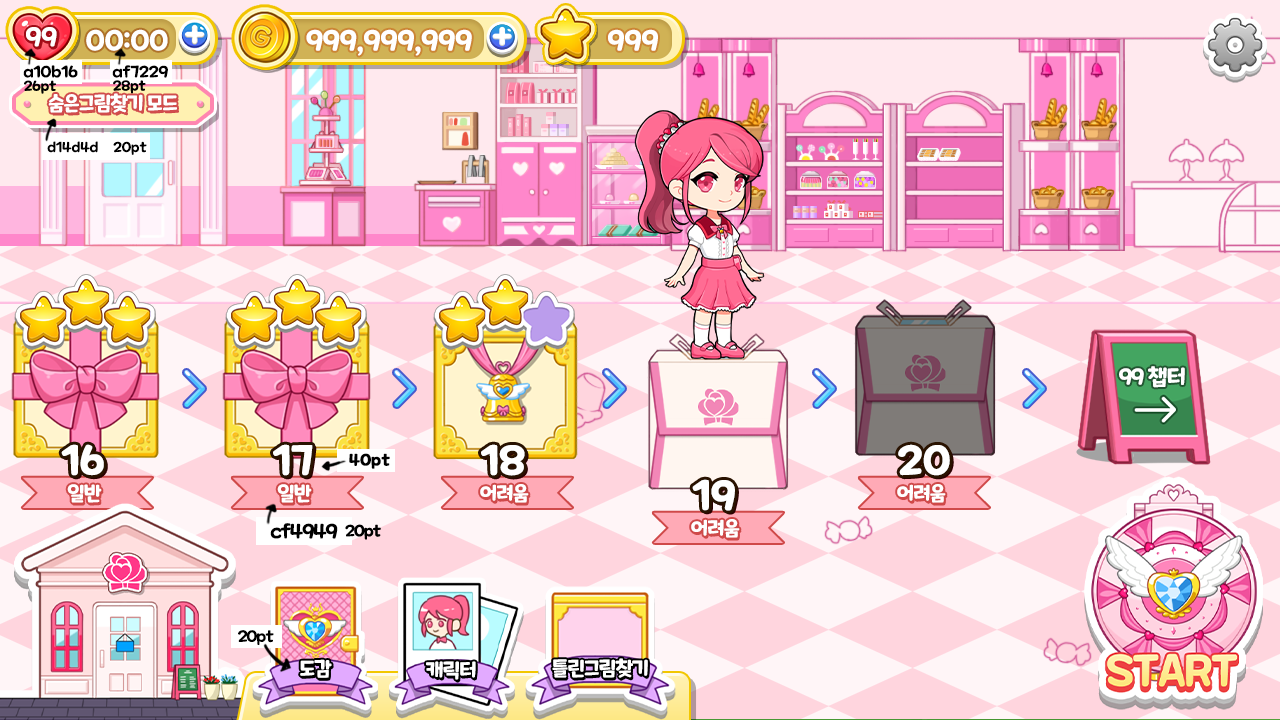 99
00:00
999,999,999
999
a10b16
26pt
af7229
28pt
숨은그림찾기 모드
d14d4d 20pt
99 챕터
16
17
40pt
18
19
20
일반
일반
어려움
어려움
어려움
cf4949 20pt
20pt
도감
캐릭터
틀린그림찾기
START